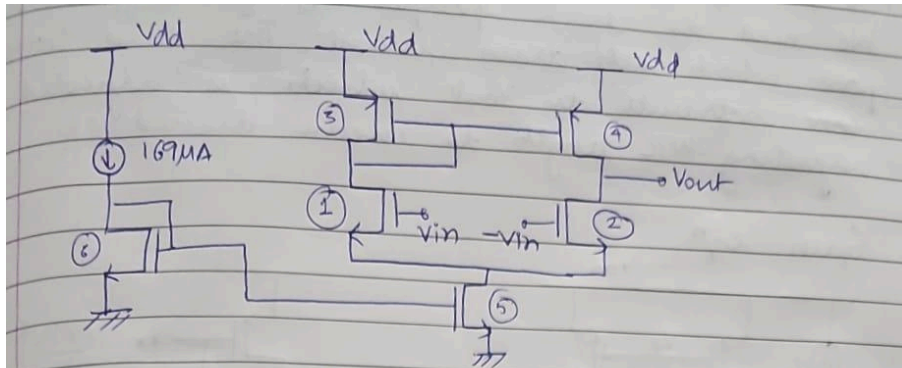 Vdd Vdd Vdd
③ ④
169μA
Vout
① Vin -Vin ②
⑥
⑤